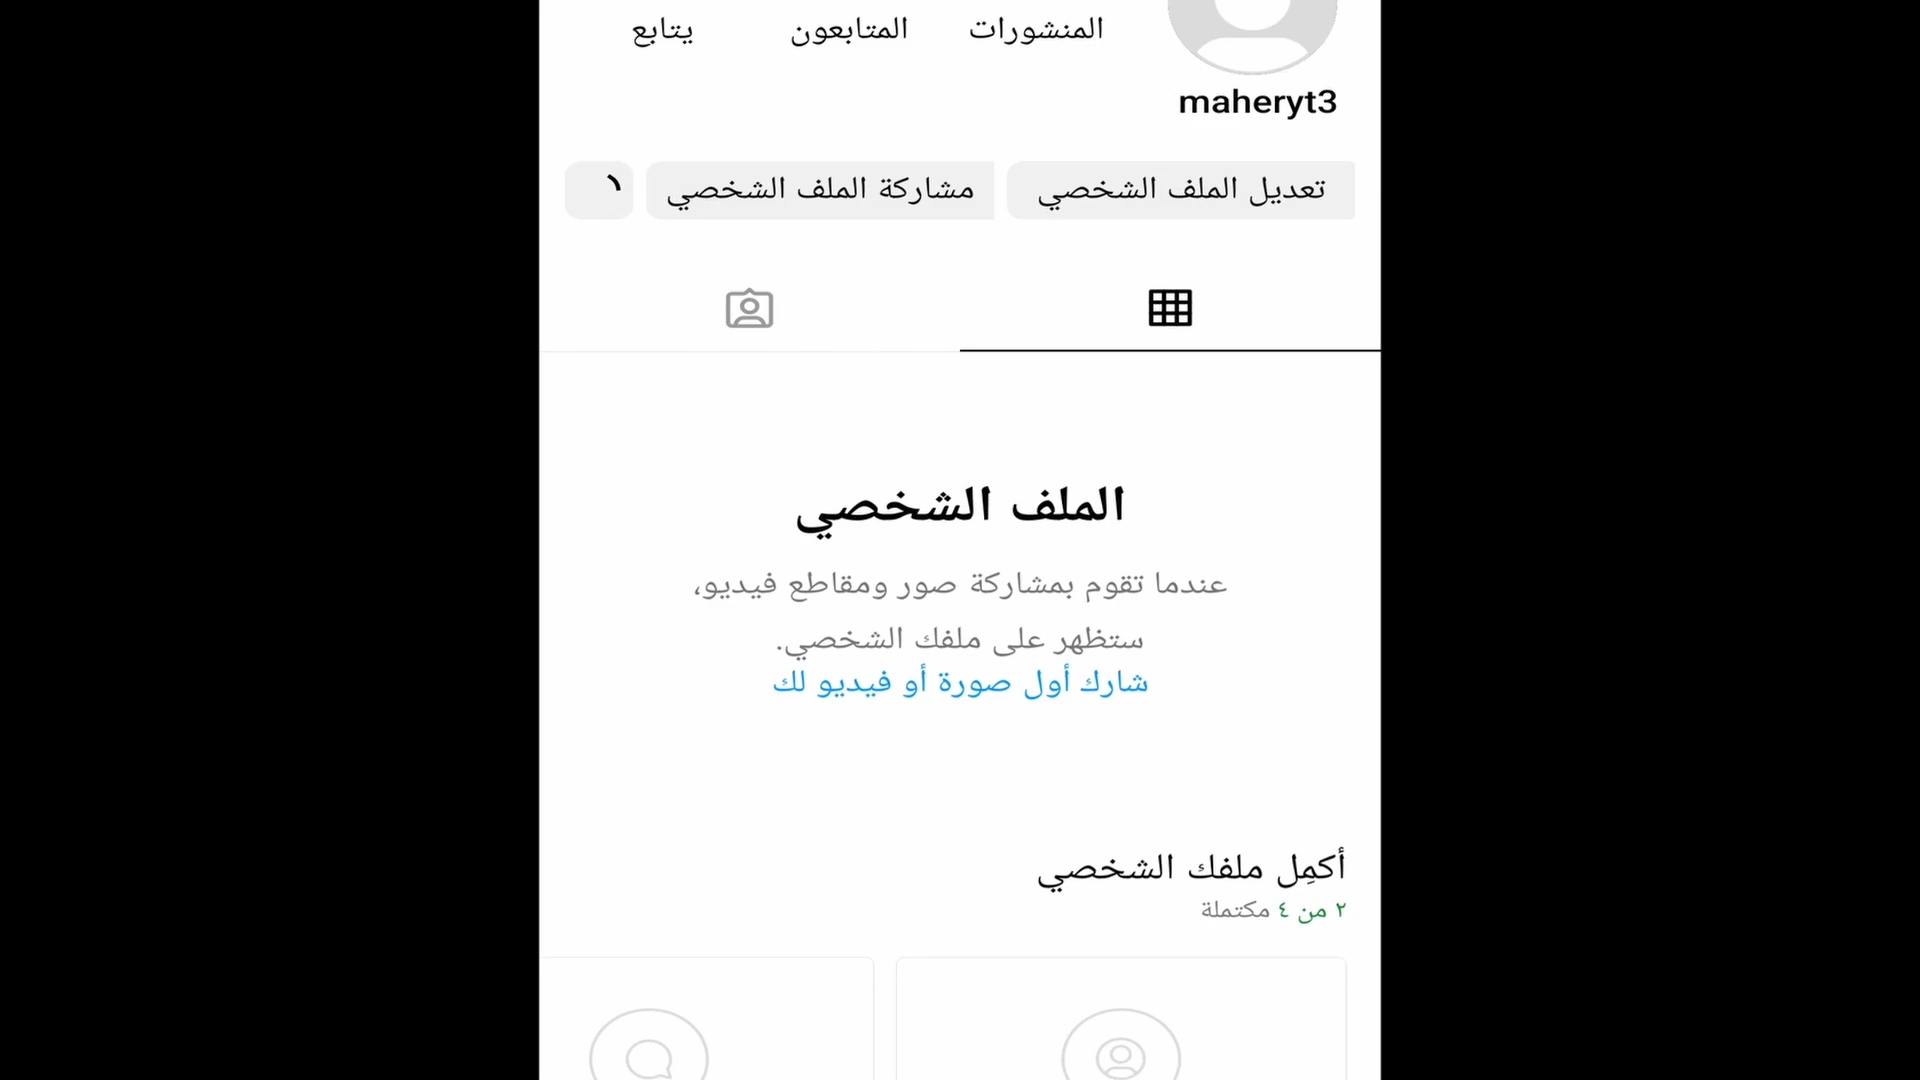 المنشورات المتابعون يتابع
maheryt3
تعديل الملف الشخصي مشاركة الملف الشخصي
الملف الشخصي
عندما تقوم بمشاركة صور ومقاطع فيديو،
ستظهر على ملفك الشخصي.
شارك أول صورة أو فيديو لك
أكمِل ملفك الشخصي
٢ من ٤ مكتملة